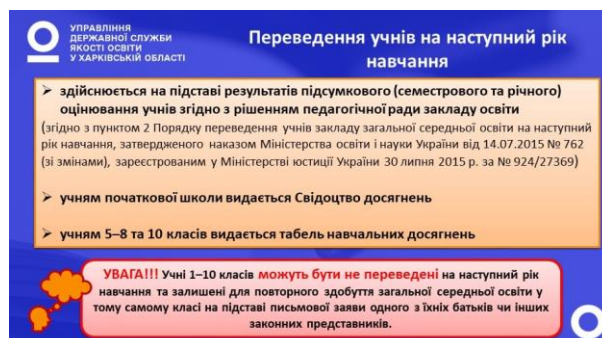 УПРАВЛІННЯ
ДЕРЖАВНОЇ СЛУЖБИ
ЯКОСТІ ОСВІТИ
У ХАРКІВСЬКІЙ ОБЛАСТІ
Переведення учнів на наступний рік
навчання
➢ здійснюється на підставі результатів підсумкового (семестрового та річного)
оцінювання учнів згідно з рішенням педагогічної ради закладу освіти
(згідно з пунктом 2 Порядку переведення учнів закладу загальної середньої освіти на наступний
рік навчання, затвердженого наказом Міністерства освіти і науки України від 14.07.2015 № 762
(зі змінами), зареєстрованим у Міністерстві юстиції України 30 липня 2015 р. за № 924/27369)
➢ учням початкової школи видається Свідоцтво досягнень
➢ учням 5–8 та 10 класів видається табель навчальних досягнень
УВАГА!!! Учні 1–10 класів можуть бути не переведені на наступний рік
навчання та залишені для повторного здобуття загальної середньої освіти у
тому самому класі на підставі письмової заяви одного з їхніх батьків чи інших
законних представників.